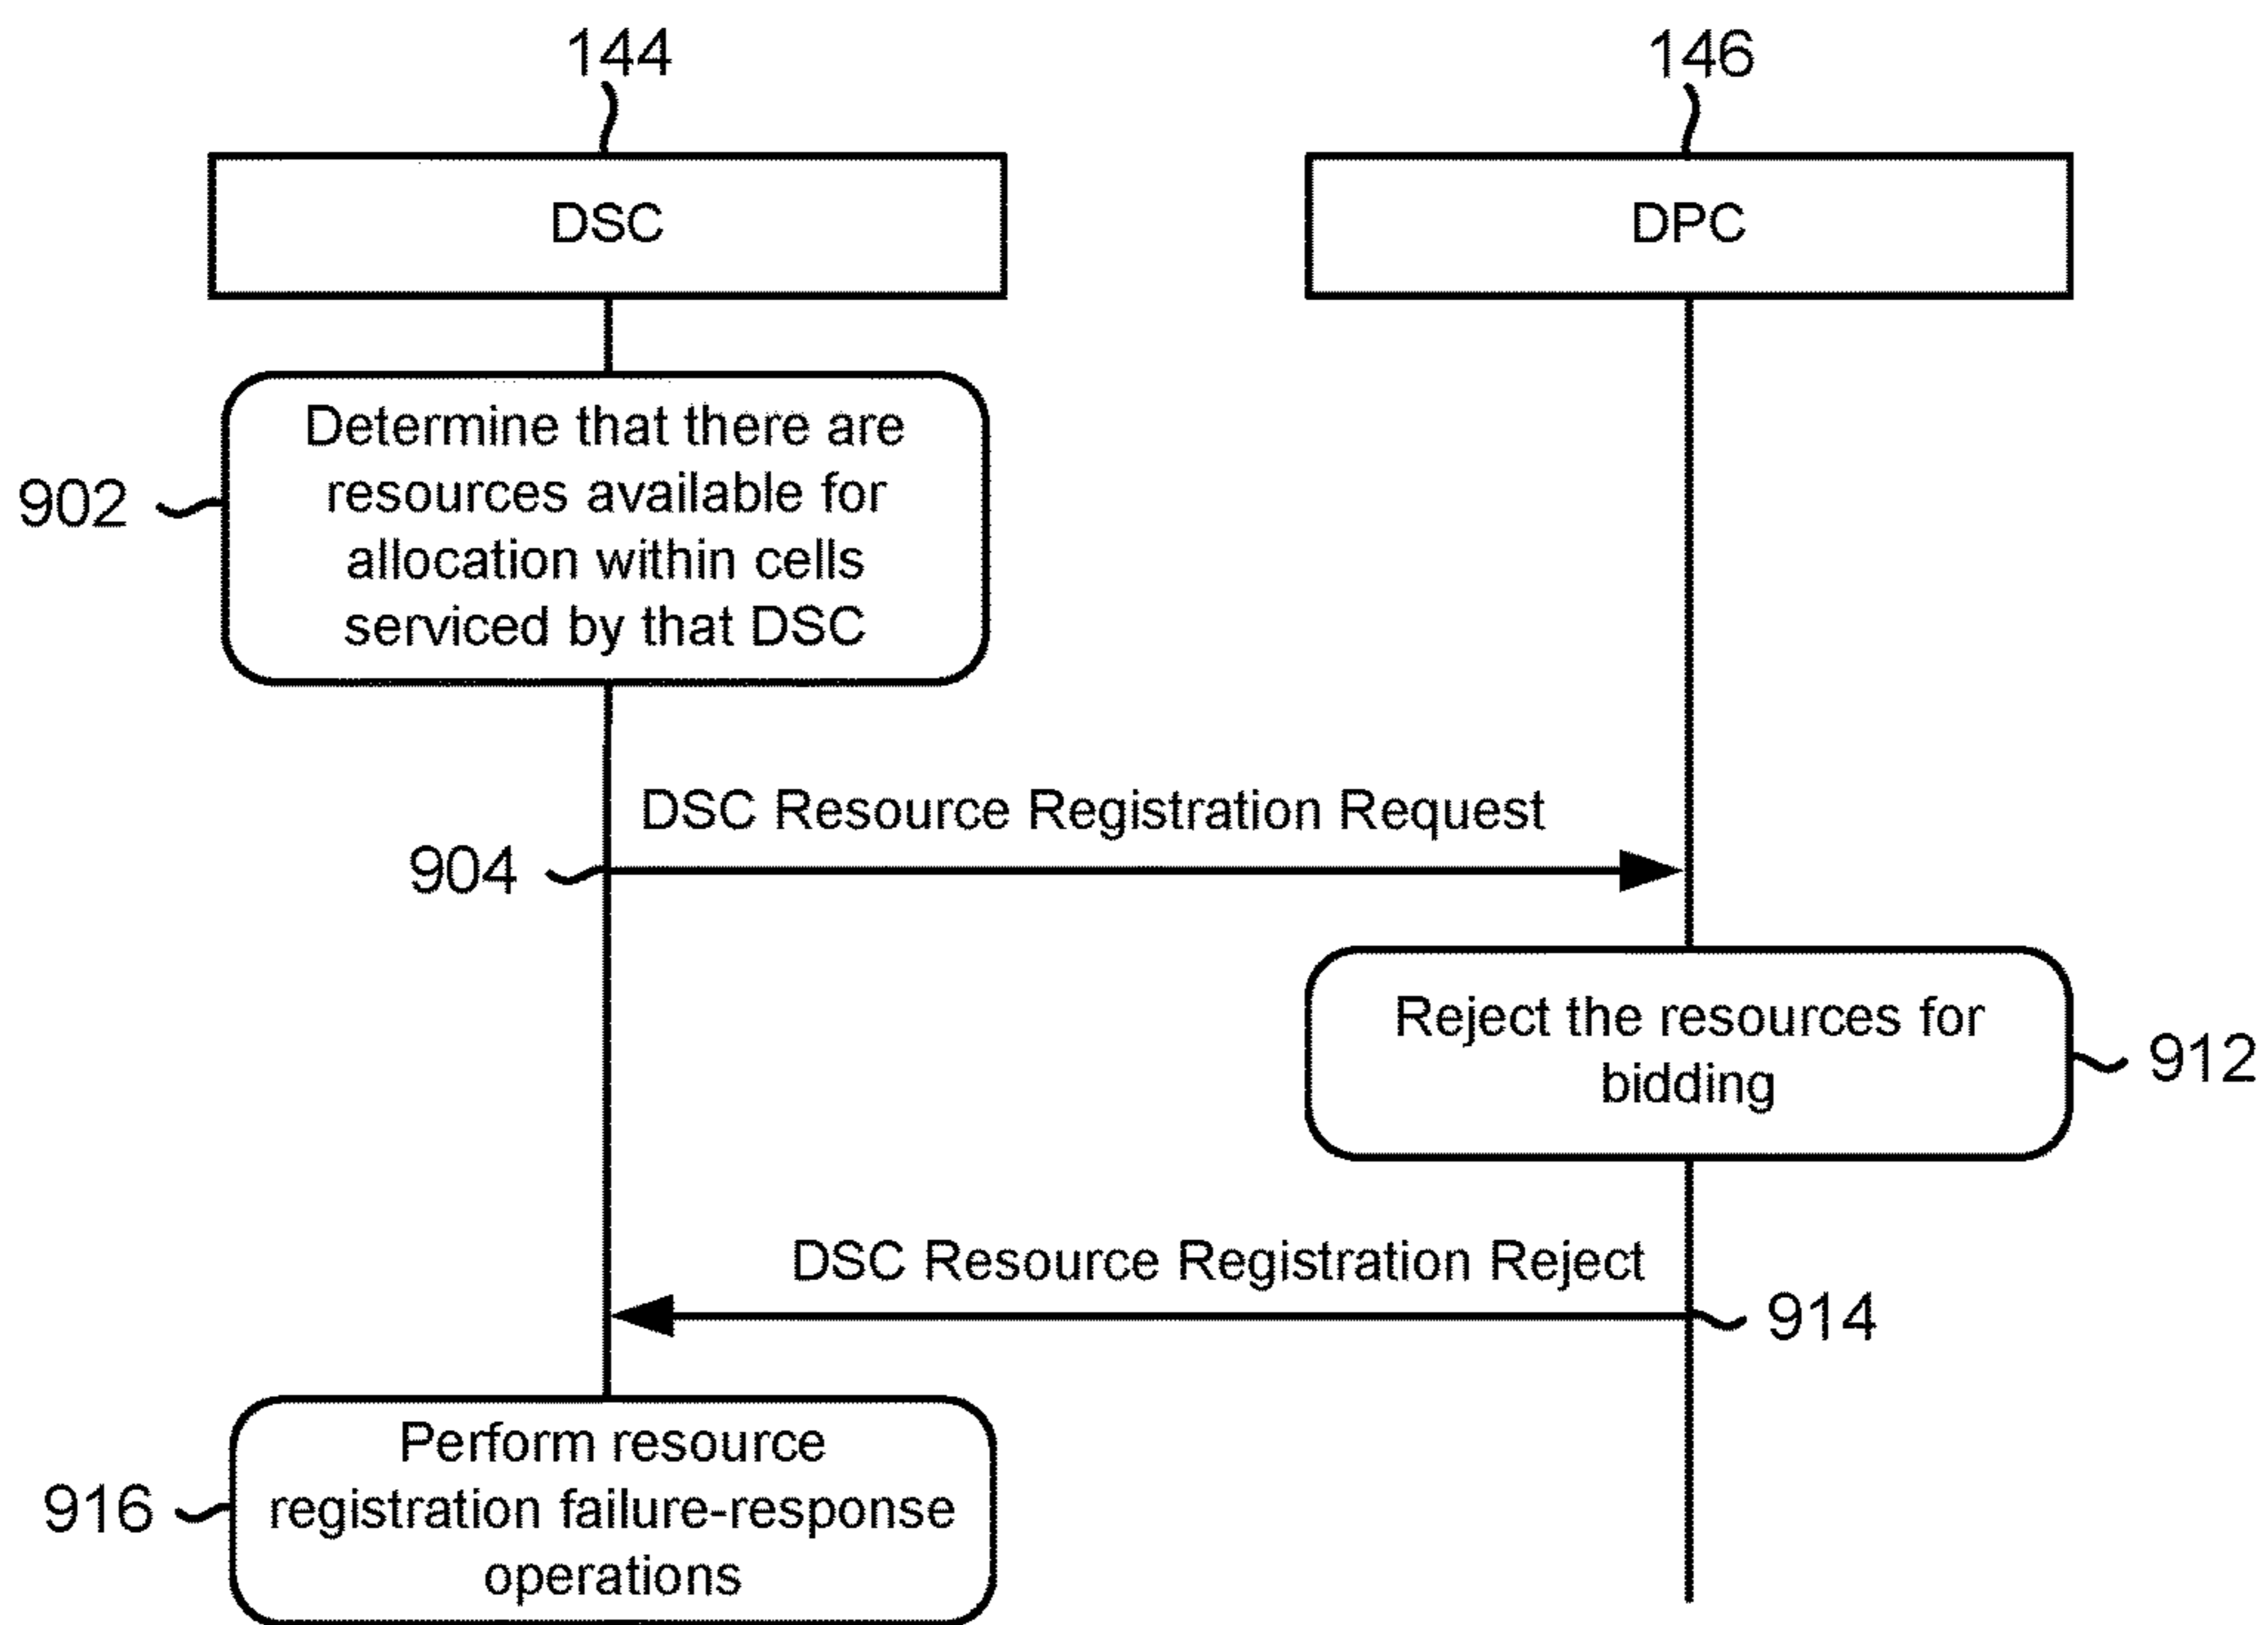 144
146
DSC
DPC
Determine that there are
resources available for
allocation within cells
serviced by that DSC
902
DSC Resource Registration Request
904
Reject the resources for
bidding
912
DSC Resource Registration Reject
914
Perform resource
registration failure-response
operations
916